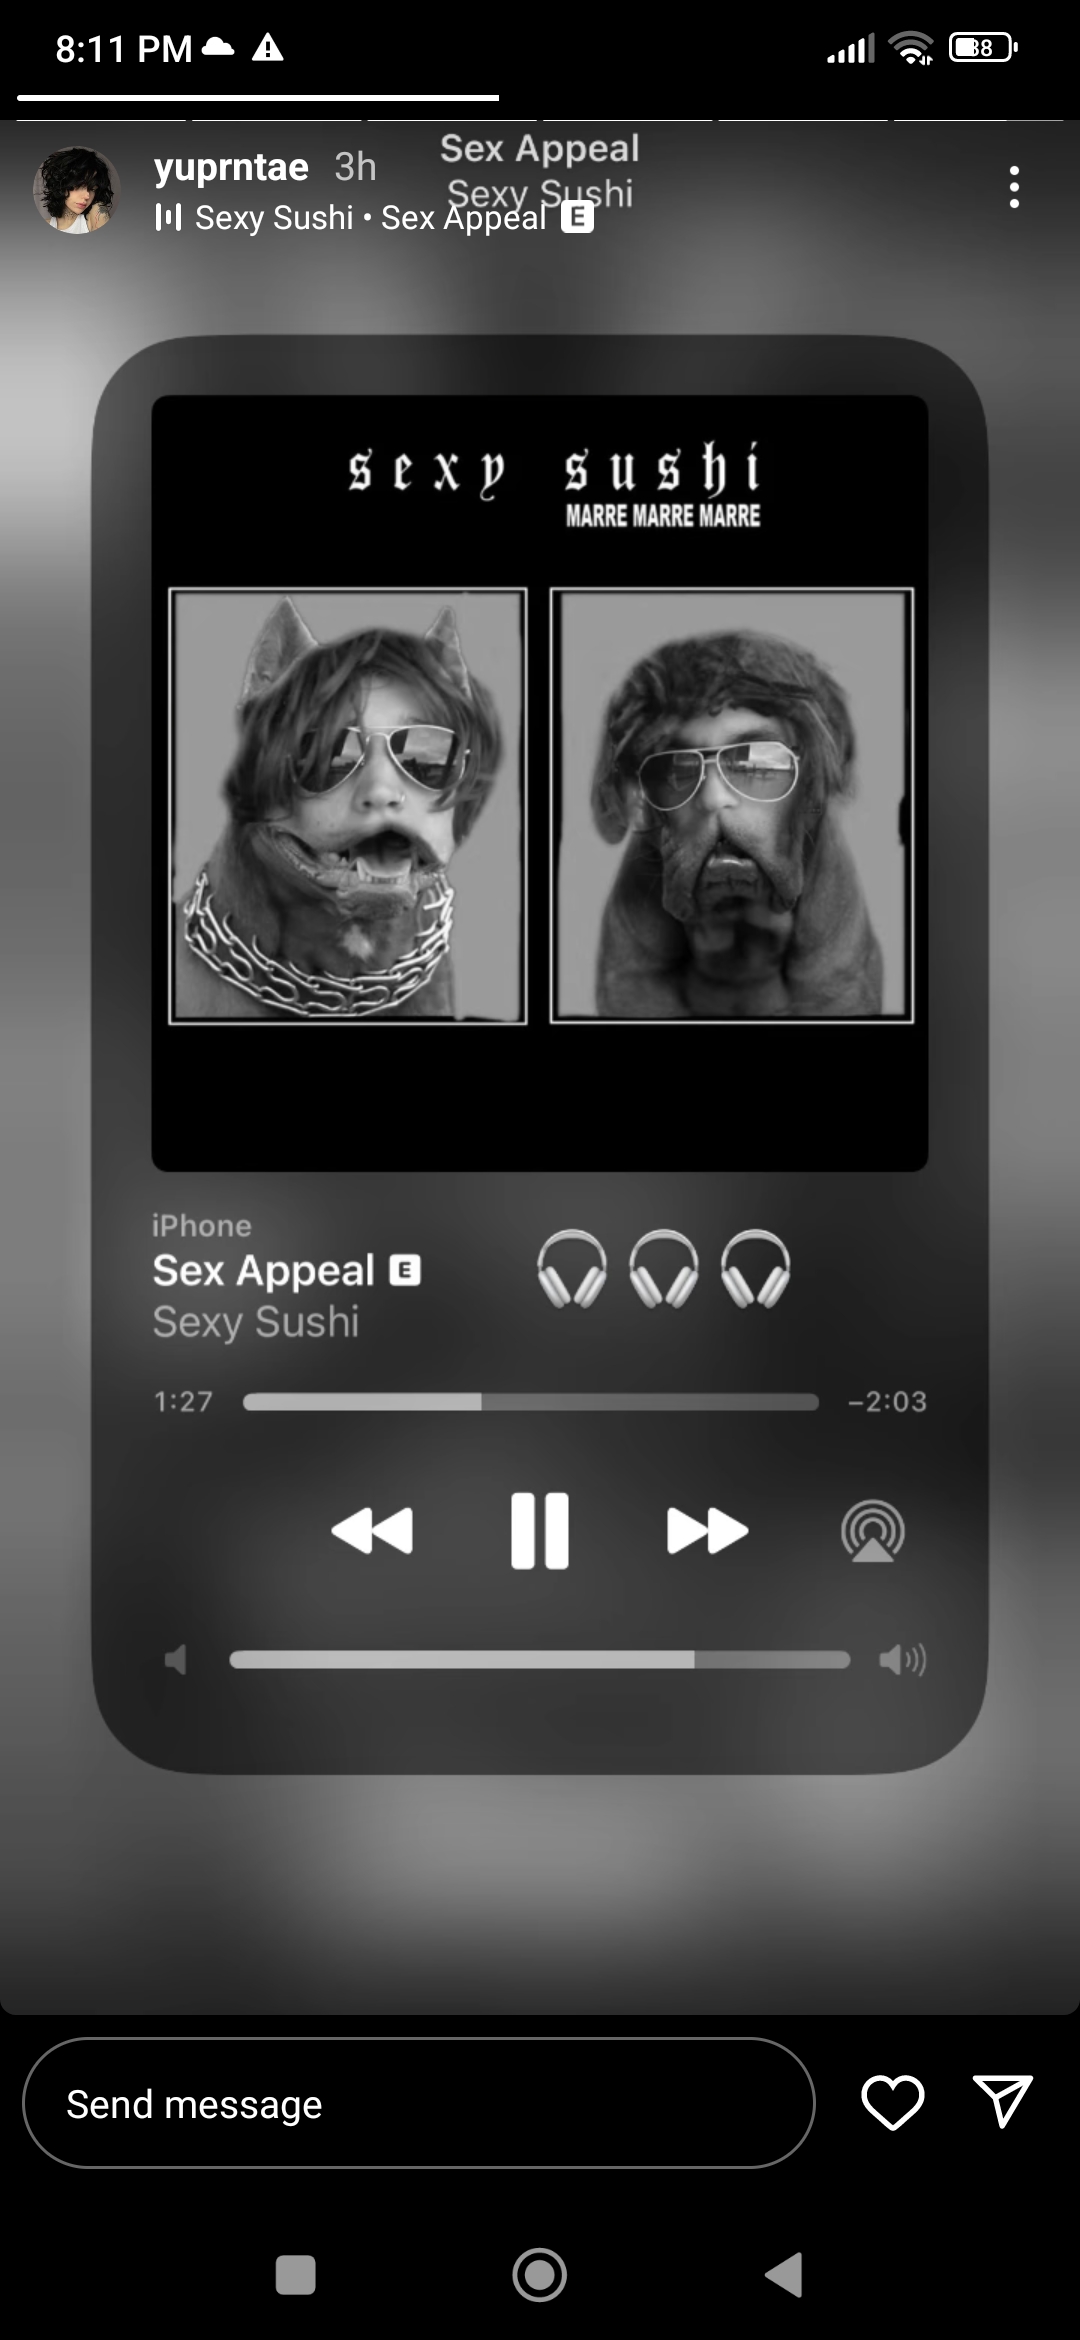 8:11 PM
38
Sex Appeal
yuprntae 3h
Sexy Sushi
Sexy Sushi • Sex Appeal E
sexy sushi
MARRE MARRE MARRE
iPhone
Sex Appeal E
Sexy Sushi
1:27
–2:03
Send message